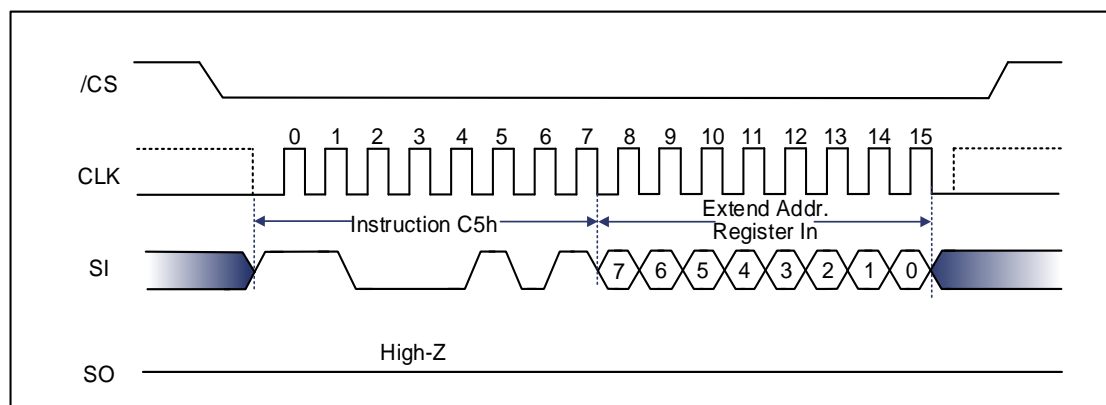 /CS
0 1 2 3 4 5 6 7 8 9 10 11 12 13 14 15
CLK
Instruction C5h
Extend Addr.
Register In
SI
7 6 5 4 3 2 1 0
High-Z
SO